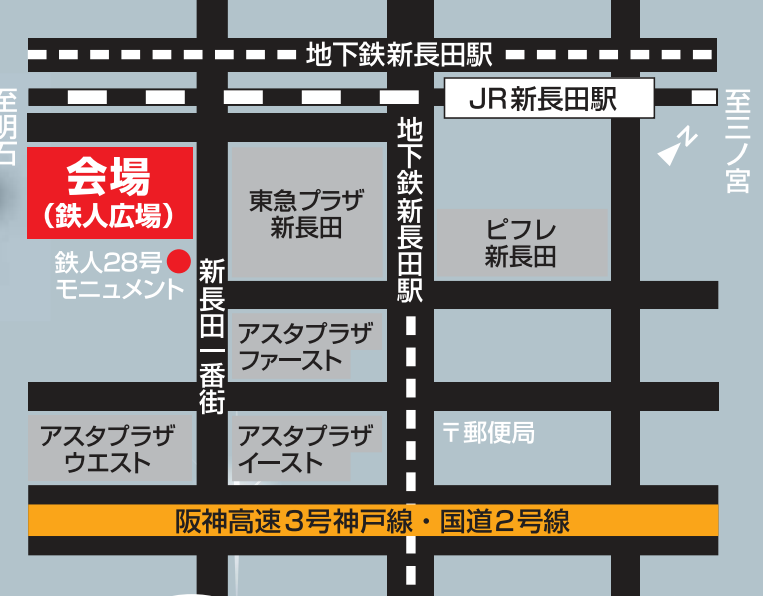 地下鉄新長田駅
JR新長田駅
至明石
至三ノ宮
N
会場
(鉄人広場)
東急プラザ
新長田
地下鉄新長田駅
ピフレ
新長田
鉄人28号
モニュメント
新長田一番街
アスタプラザ
ファースト
アスタプラザ
ウエスト
アスタプラザ
イースト
〒郵便局
阪神高速3号神戸線・国道2号線